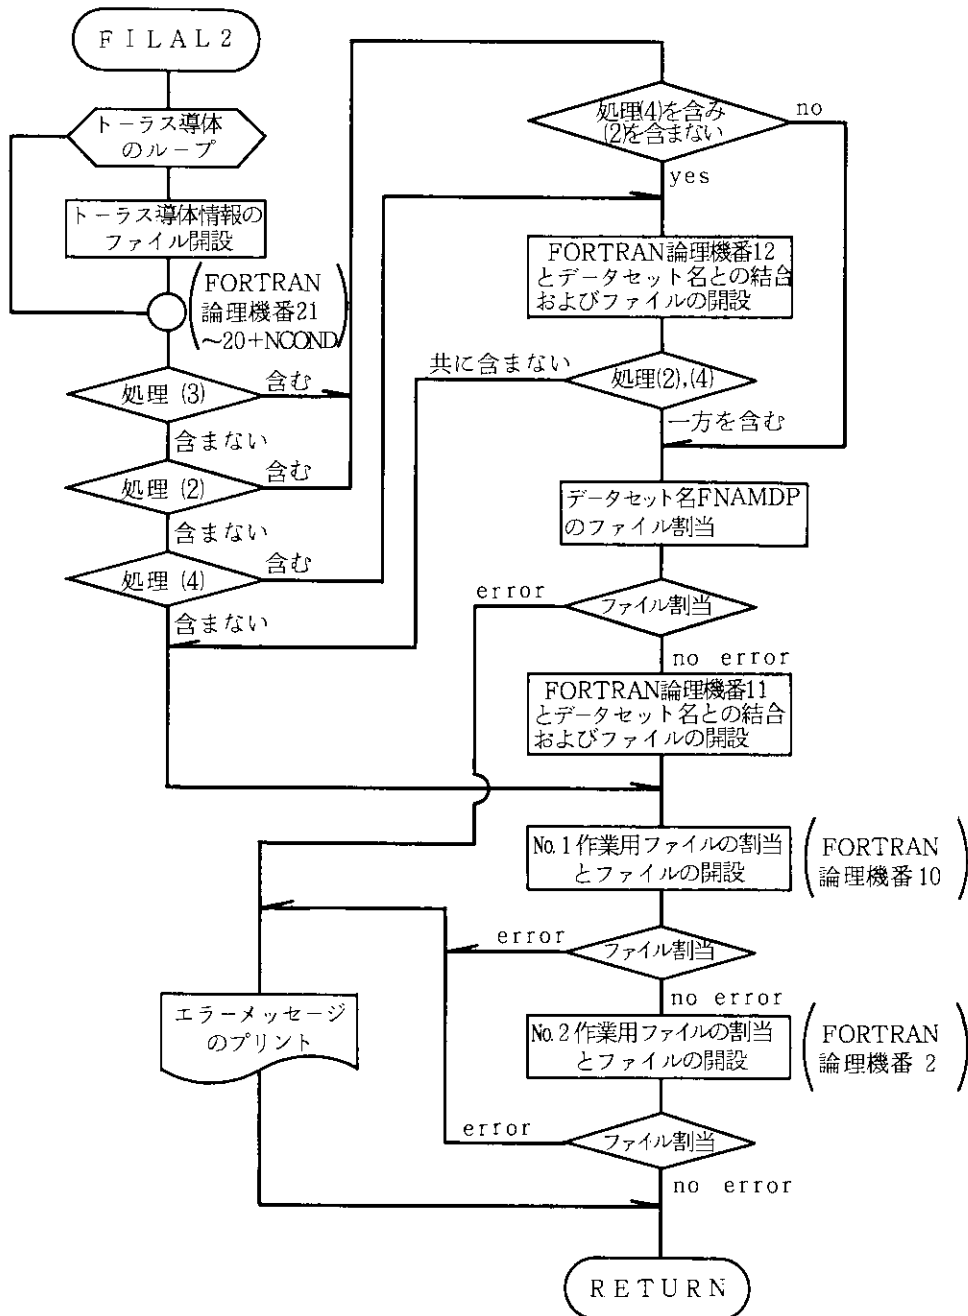 FILAL2
トーラス導体
のループ
トーラス導体情報の
ファイル開設
FORTRAN
論理機番21
～20+NCOND
処理 (3)
含む
含まない
処理 (2)
含む
含まない
処理 (4)
含む
含まない
処理(4)を含み
(2)を含まない
no
yes
FORTRAN論理機番12
とデータセット名との結合
およびファイルの開設
共に含まない
処理(2),(4)
一方を含む
データセット名FNAMDP
のファイル割当
error
ファイル割当
no error
FORTRAN論理機番11
とデータセット名との結合
およびファイルの開設
No.1作業用ファイルの割当
とファイルの開設
FORTRAN
論理機番10
error
ファイル割当
no error
エラーメッセージ
のプリント
No.2作業用ファイルの割当
とファイルの開設
FORTRAN
論理機番 2
error
ファイル割当
no error
RETURN